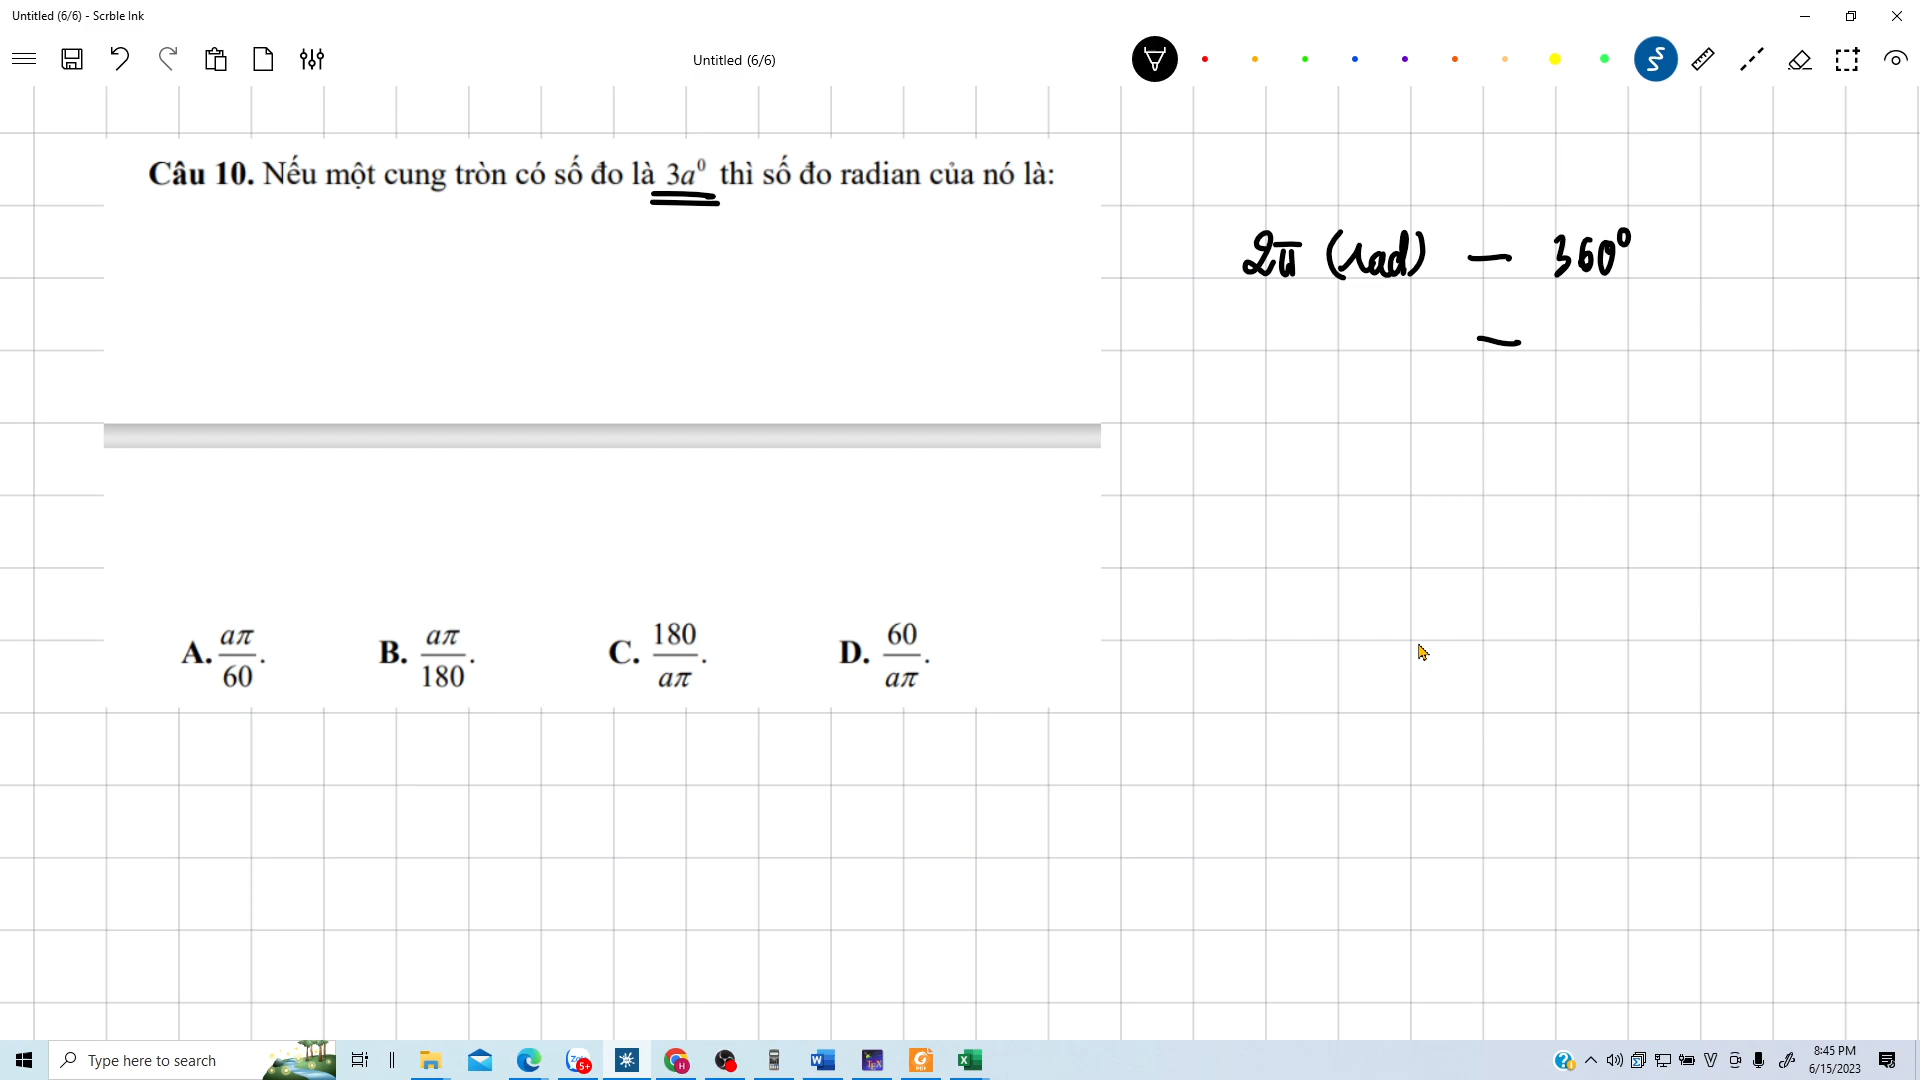 Untitled (6/6) - Scrble Ink
Untitled (6/6)
Câu 10. Nếu một cung tròn có số đo là 3a⁰ thì số đo radian của nó là:
2π (rad) — 360⁰
—
A. aπ/60. B. aπ/180. C. 180/aπ. D. 60/aπ.
Type here to search
8:45 PM
6/15/2023